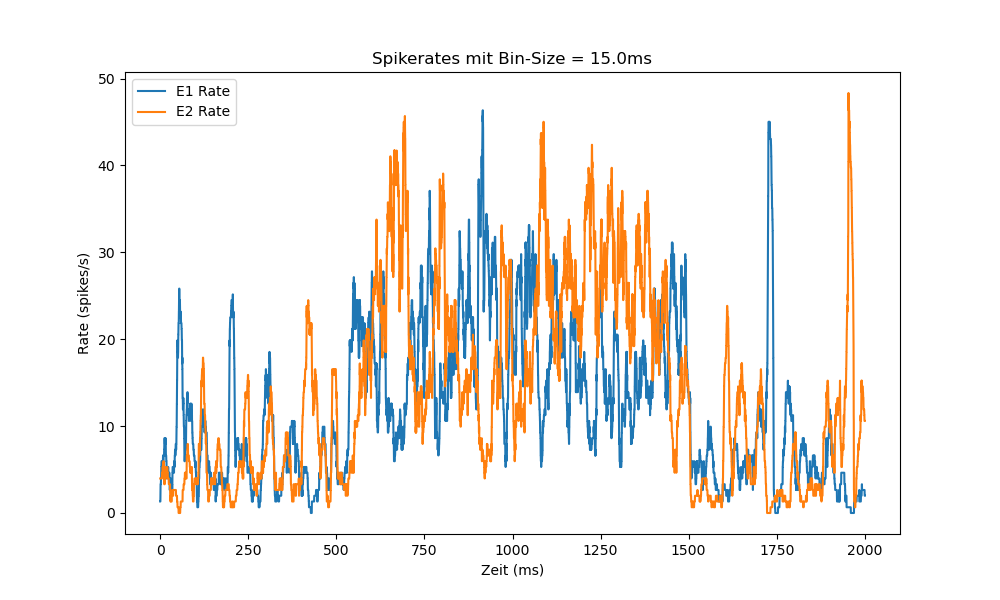 Spikerates mit Bin-Size = 15.0ms
E1 Rate
E2 Rate
50
40
30
20
10
0
Rate (spikes/s)
0 250 500 750 1000 1250 1500 1750 2000
Zeit (ms)